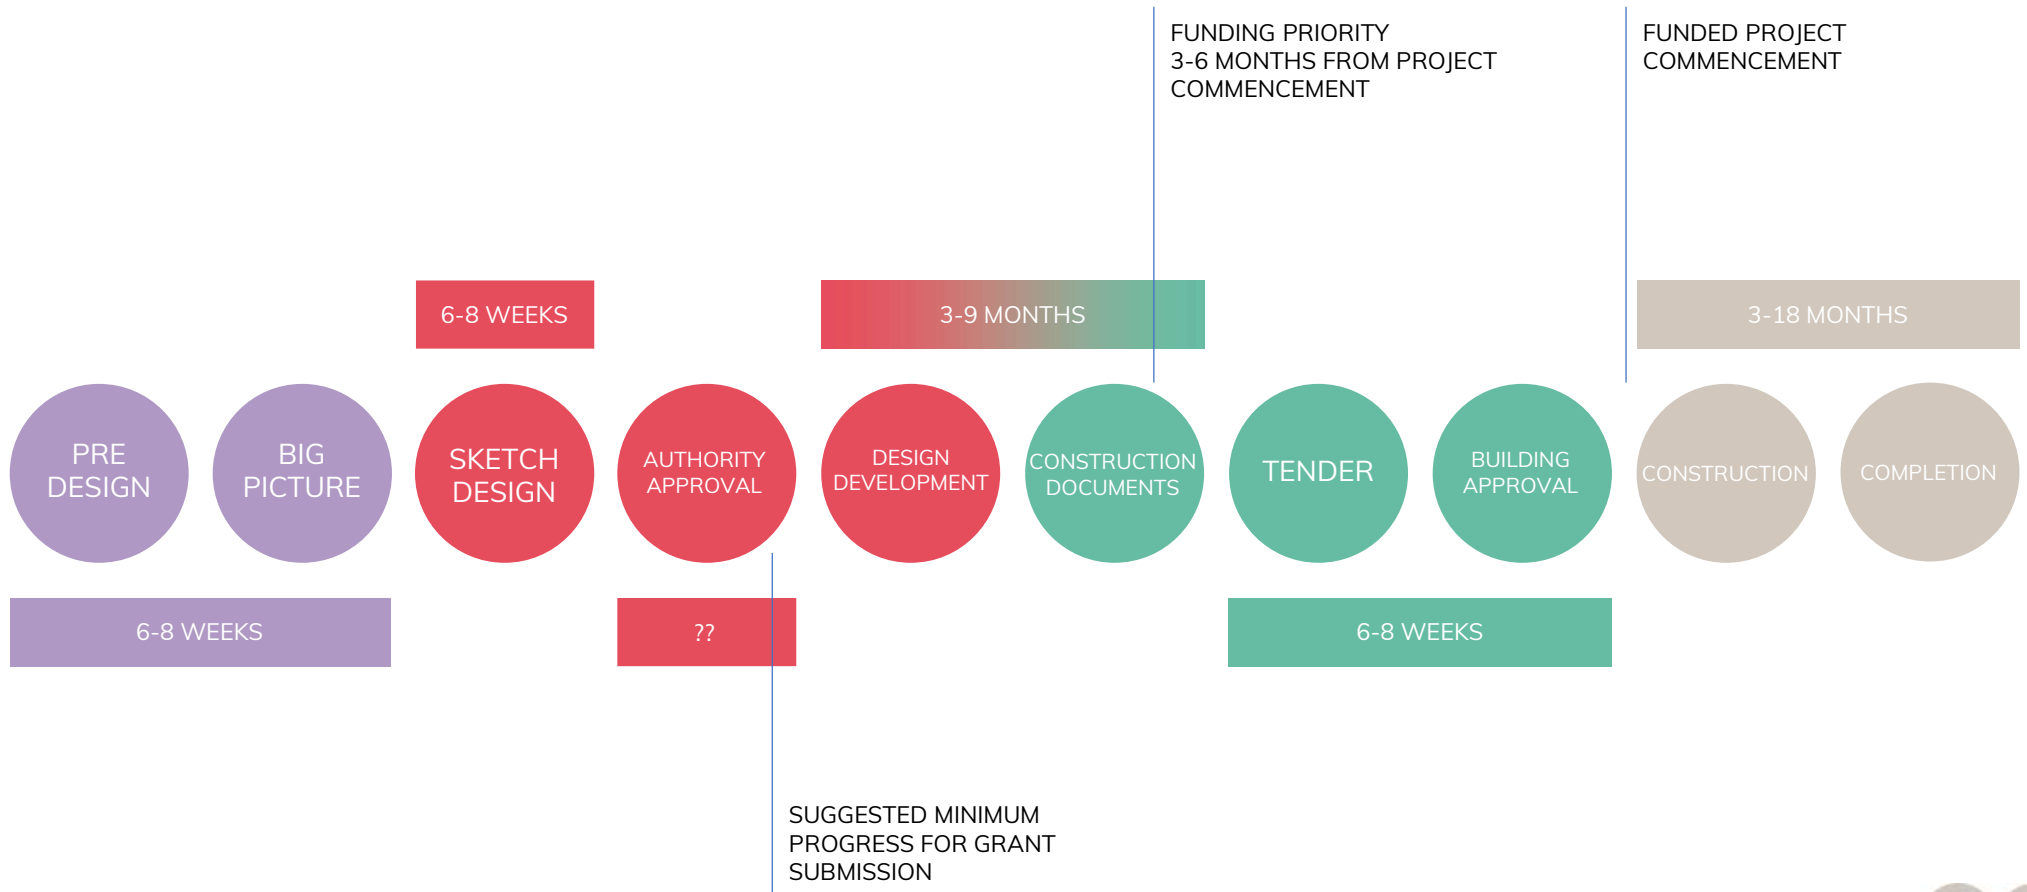 FUNDING PRIORITY
3-6 MONTHS FROM PROJECT
COMMENCEMENT
FUNDED PROJECT
COMMENCEMENT
6-8 WEEKS
3-9 MONTHS
3-18 MONTHS
PRE
DESIGN
BIG
PICTURE
SKETCH
DESIGN
AUTHORITY
APPROVAL
DESIGN
DEVELOPMENT
CONSTRUCTION
DOCUMENTS
TENDER
BUILDING
APPROVAL
CONSTRUCTION
COMPLETION
6-8 WEEKS
??
6-8 WEEKS
SUGGESTED MINIMUM
PROGRESS FOR GRANT
SUBMISSION